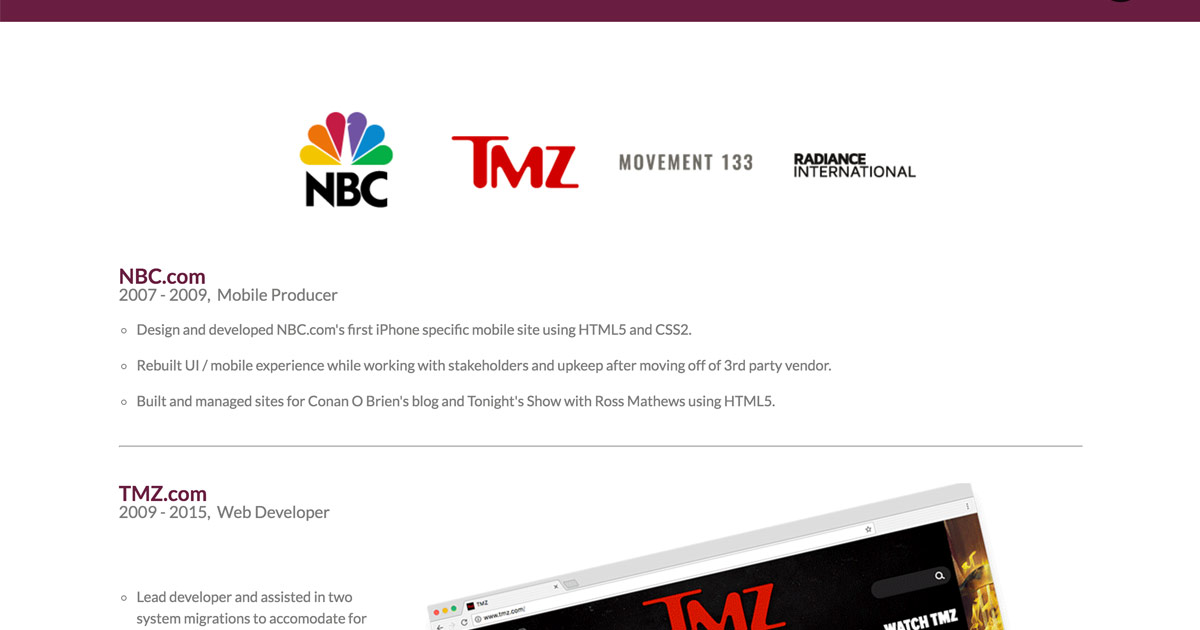 NBC
TMZ
MOVEMENT 133
RADIANCE
INTERNATIONAL
NBC.com
2007 - 2009, Mobile Producer
Design and developed NBC.com's first iPhone specific mobile site using HTML5 and CSS2.
Rebuilt UI / mobile experience while working with stakeholders and upkeep after moving off of 3rd party vendor.
Built and managed sites for Conan O Brien's blog and Tonight's Show with Ross Mathews using HTML5.
TMZ.com
2009 - 2015, Web Developer
Lead developer and assisted in two
system migrations to accomodate for
TMZ
www.tmz.com/
TMZ
WATCH TMZ